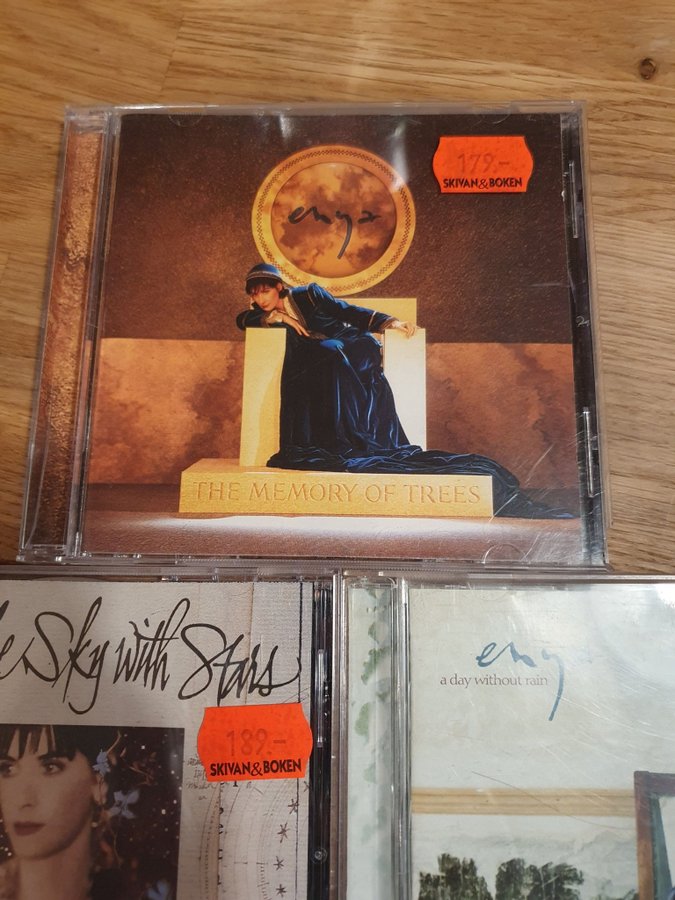 179.-
SKIVAN&BOKEN
enya
THE MEMORY OF TREES
Sky with Stars
189.-
SKIVAN&BOKEN
enya
a day without rain